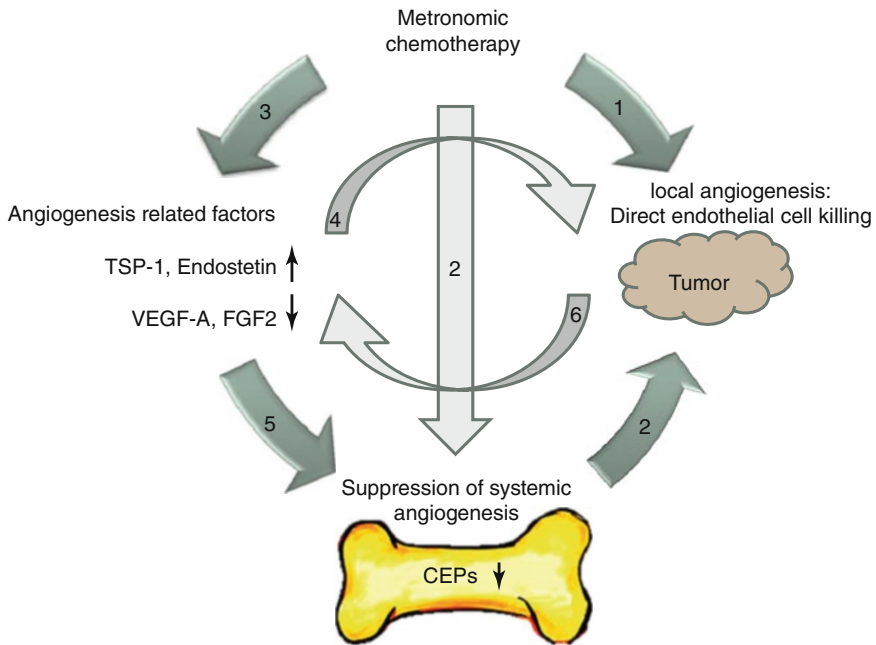 Metronomic
chemotherapy
3
1
Angiogenesis related factors
4
local angiogenesis:
Direct endothelial cell killing
TSP-1, Endostetin
2
Tumor
VEGF-A, FGF2
6
5
2
Suppression of systemic
angiogenesis
CEPs